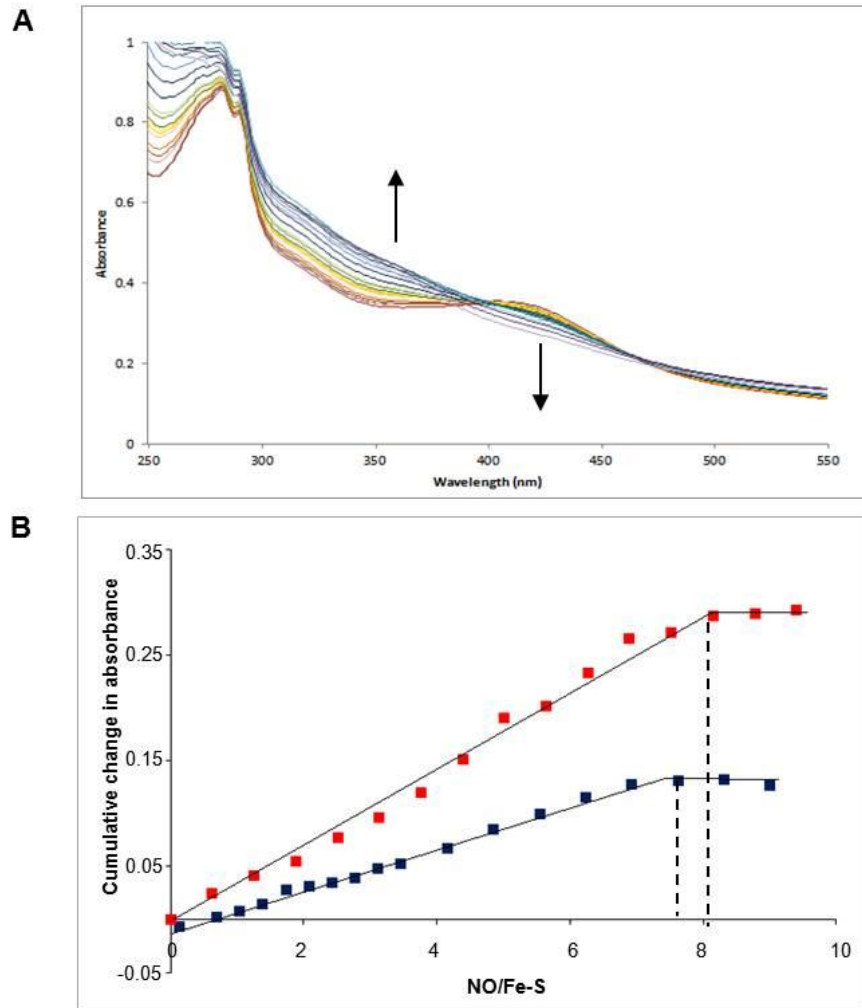 A
1
0.8
0.6
0.4
0.2
0
Absorbance
250 300 350 400 450 500 550
Wavelength (nm)
B
0.35
0.25
0.15
0.05
-0.05
Cumulative change in absorbance
0 2 4 6 8 10
NO/Fe-S